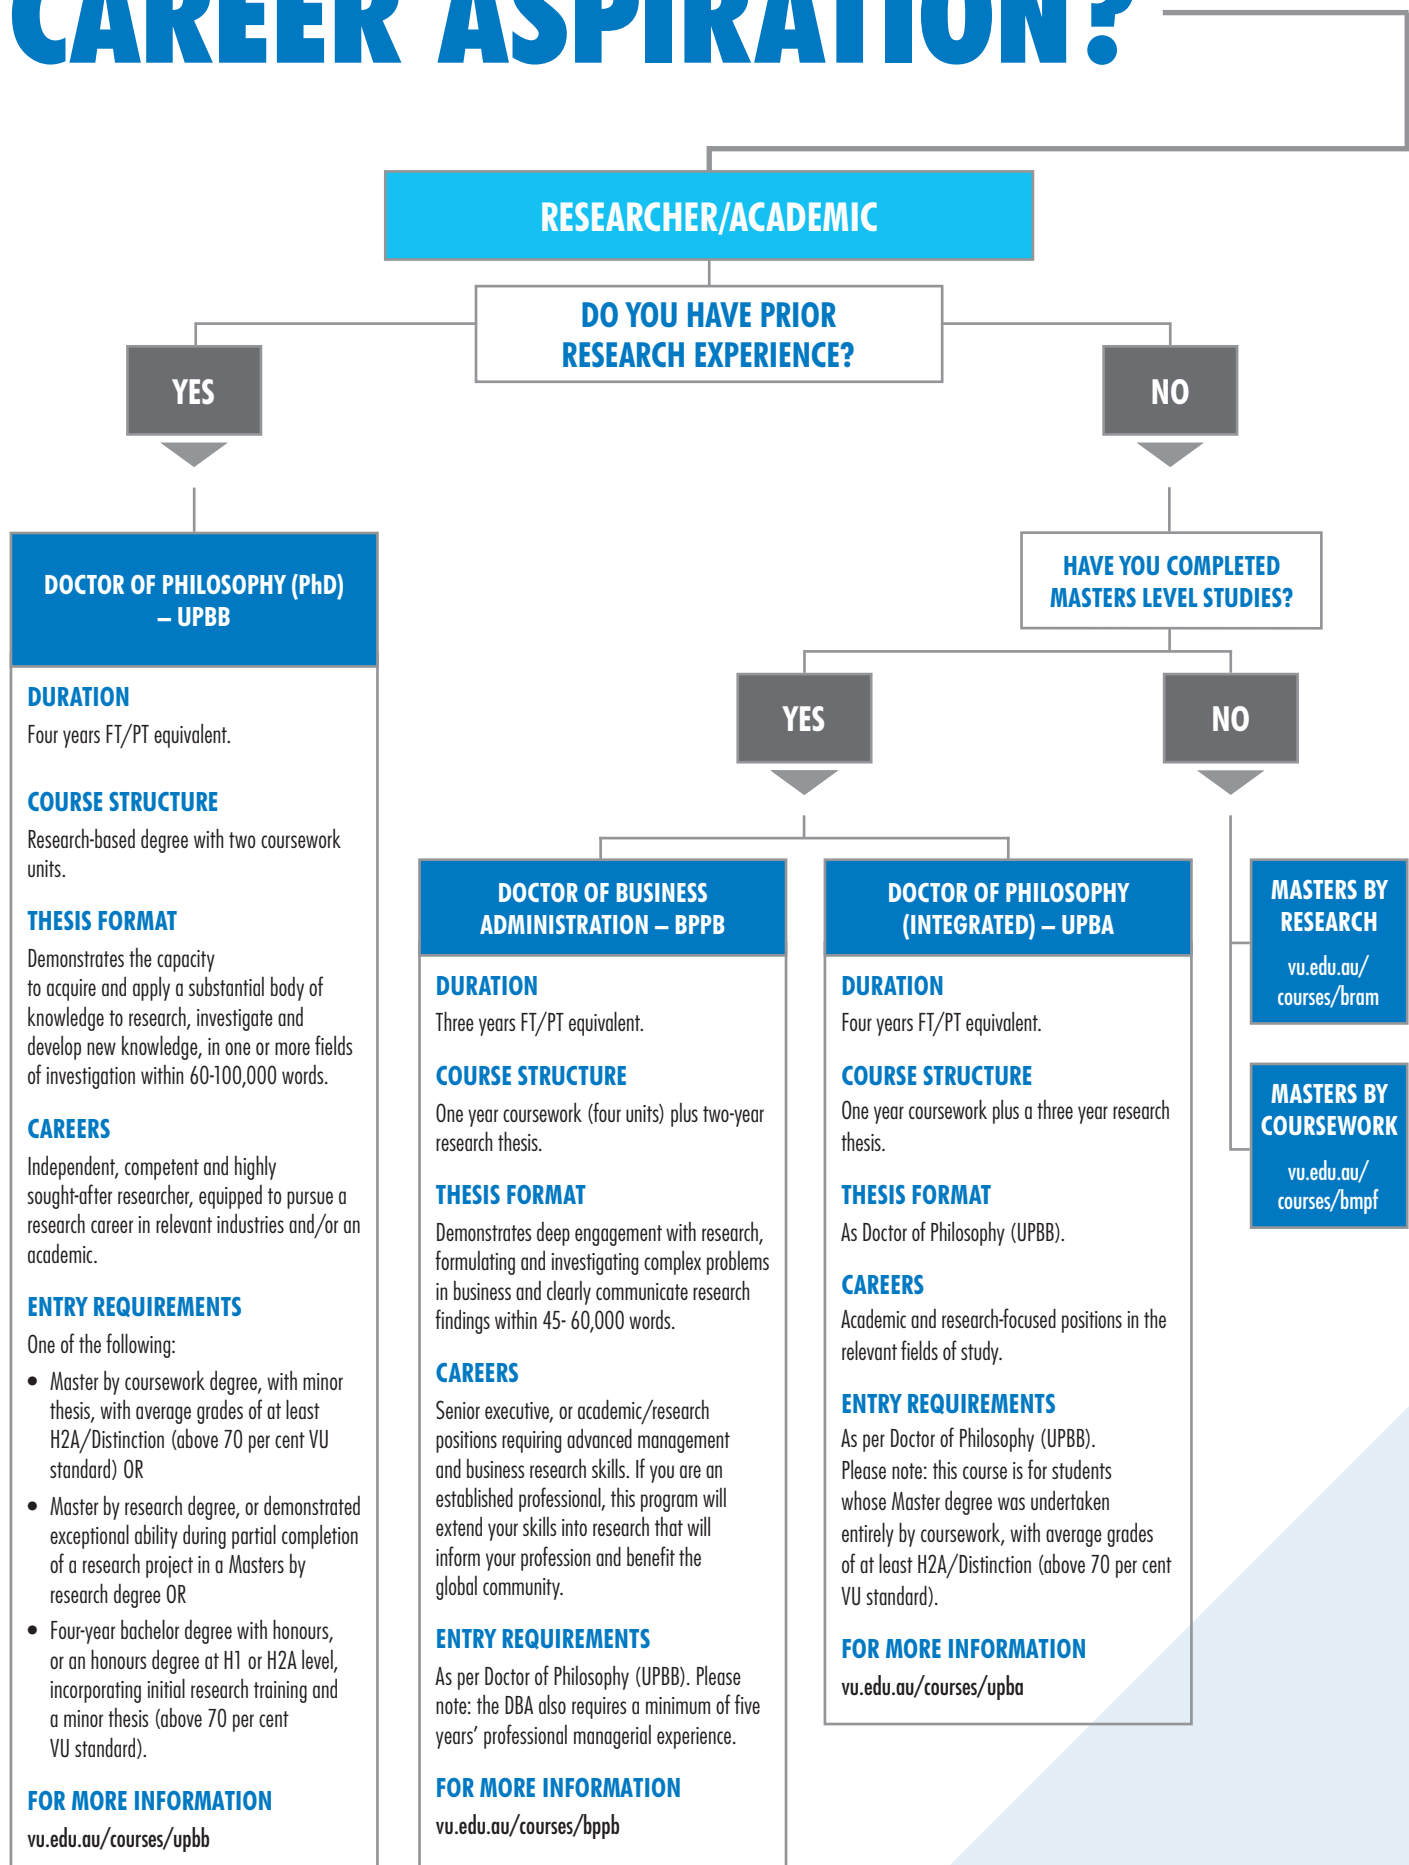 CAREER ASPIRATION?
RESEARCHER/ACADEMIC
DO YOU HAVE PRIOR
RESEARCH EXPERIENCE?
YES
NO
DOCTOR OF PHILOSOPHY (PhD)
– UPBB
DURATION
Four years FT/PT equivalent.
COURSE STRUCTURE
Research-based degree with two coursework
units.
THESIS FORMAT
Demonstrates the capacity
to acquire and apply a substantial body of
knowledge to research, investigate and
develop new knowledge, in one or more fields
of investigation within 60-100,000 words.
CAREERS
Independent, competent and highly
sought-after researcher, equipped to pursue a
research career in relevant industries and/or an
academic.
ENTRY REQUIREMENTS
One of the following:
• Master by coursework degree, with minor
thesis, with average grades of at least
H2A/Distinction (above 70 per cent VU
standard) OR
• Master by research degree, or demonstrated
exceptional ability during partial completion
of a research project in a Masters by
research degree OR
• Four-year bachelor degree with honours,
or an honours degree at H1 or H2A level,
incorporating initial research training and
a minor thesis (above 70 per cent
VU standard).
FOR MORE INFORMATION
vu.edu.au/courses/upbb
HAVE YOU COMPLETED
MASTERS LEVEL STUDIES?
YES
NO
DOCTOR OF BUSINESS
ADMINISTRATION – BPPB
DURATION
Three years FT/PT equivalent.
COURSE STRUCTURE
One year coursework (four units) plus two-year
research thesis.
THESIS FORMAT
Demonstrates deep engagement with research,
formulating and investigating complex problems
in business and clearly communicate research
findings within 45- 60,000 words.
CAREERS
Senior executive, or academic/research
positions requiring advanced management
and business research skills. If you are an
established professional, this program will
extend your skills into research that will
inform your profession and benefit the
global community.
ENTRY REQUIREMENTS
As per Doctor of Philosophy (UPBB). Please
note: the DBA also requires a minimum of five
years’ professional managerial experience.
FOR MORE INFORMATION
vu.edu.au/courses/bppb
DOCTOR OF PHILOSOPHY
(INTEGRATED) – UPBA
DURATION
Four years FT/PT equivalent.
COURSE STRUCTURE
One year coursework plus a three year research
thesis.
THESIS FORMAT
As Doctor of Philosophy (UPBB).
CAREERS
Academic and research-focused positions in the
relevant fields of study.
ENTRY REQUIREMENTS
As per Doctor of Philosophy (UPBB).
Please note: this course is for students
whose Master degree was undertaken
entirely by coursework, with average grades
of at least H2A/Distinction (above 70 per cent
VU standard).
FOR MORE INFORMATION
vu.edu.au/courses/upba
MASTERS BY
RESEARCH
vu.edu.au/
courses/bram
MASTERS BY
COURSEWORK
vu.edu.au/
courses/bmpf